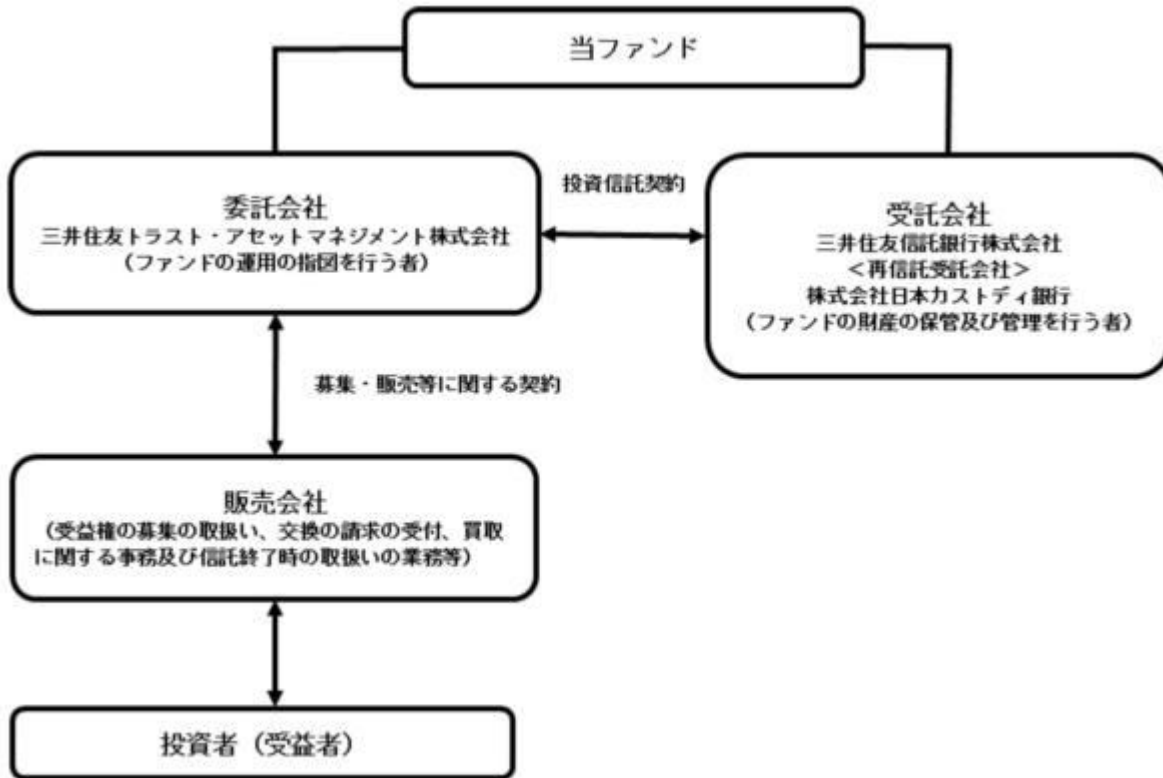 当ファンド
委託会社
三井住友トラスト・アセットマネジメント株式会社
（ファンドの運用の指図を行う者）
投資信託契約
受託会社
三井住友信託銀行株式会社
＜再信託受託会社＞
株式会社日本カストディ銀行
（ファンドの財産の保管及び管理を行う者）
募集・販売等に関する契約
販売会社
（受益権の募集の取扱い、交換の請求の受付、買取
に関する事務及び信託終了時の取扱いの業務等）
投資者（受益者）